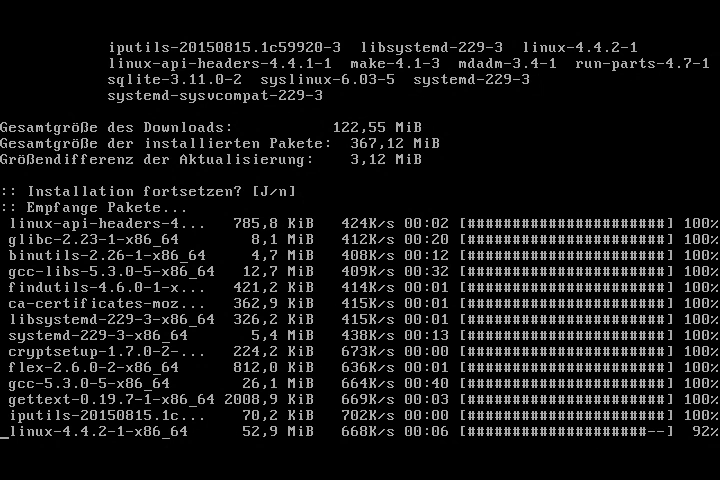 iputils-20150815.1c59920-3  libsystemd-229-3  linux-4.4.2-1
linux-api-headers-4.4.1-1  make-4.1-3  mdadm-3.4-1  run-parts-4.7-1
sqlite-3.11.0-2  syslinux-6.03-5  systemd-229-3
systemd-sysvcompat-229-3
Gesamtgröße des Downloads:           122,55 MiB
Gesamtgröße der installierten Pakete:  367,12 MiB
Größendifferenz der Aktualisierung:    3,12 MiB
:: Installation fortsetzen? [J/n]
:: Empfange Pakete...
linux-api-headers-4...   785,8 KiB   424K/s 00:02 [######################] 100%
glibc-2.23-1-x86_64        8,1 MiB   412K/s 00:20 [######################] 100%
binutils-2.26-1-x86_64     4,7 MiB   408K/s 00:12 [######################] 100%
gcc-libs-5.3.0-5-x86_64   12,7 MiB   409K/s 00:32 [######################] 100%
findutils-4.6.0-1-x...   421,2 KiB   414K/s 00:01 [######################] 100%
ca-certificates-moz...   362,9 KiB   415K/s 00:01 [######################] 100%
libsystemd-229-3-x86_64  326,2 KiB   415K/s 00:01 [######################] 100%
systemd-229-3-x86_64       5,4 MiB   438K/s 00:13 [######################] 100%
cryptsetup-1.7.0-2-...   224,2 KiB   673K/s 00:00 [######################] 100%
flex-2.6.0-2-x86_64      812,0 KiB   636K/s 00:01 [######################] 100%
gcc-5.3.0-5-x86_64        26,1 MiB   664K/s 00:40 [######################] 100%
gettext-0.19.7-1-x86_64 2008,9 KiB   669K/s 00:03 [######################] 100%
iputils-20150815.1c...    70,2 KiB   702K/s 00:00 [######################] 100%
_linux-4.4.2-1-x86_64      52,9 MiB   668K/s 00:06 [####################--]  92%